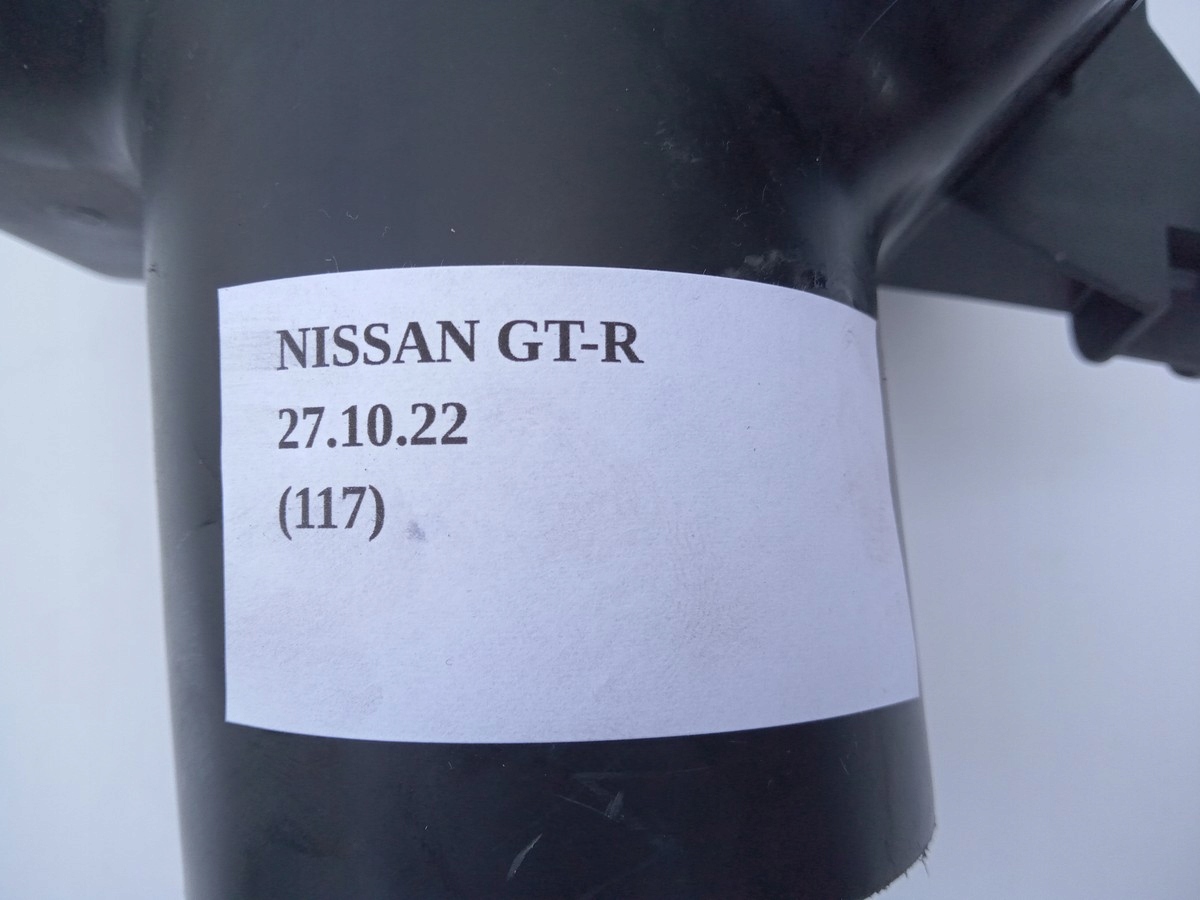 NISSAN GT-R
27.10.22
(117)